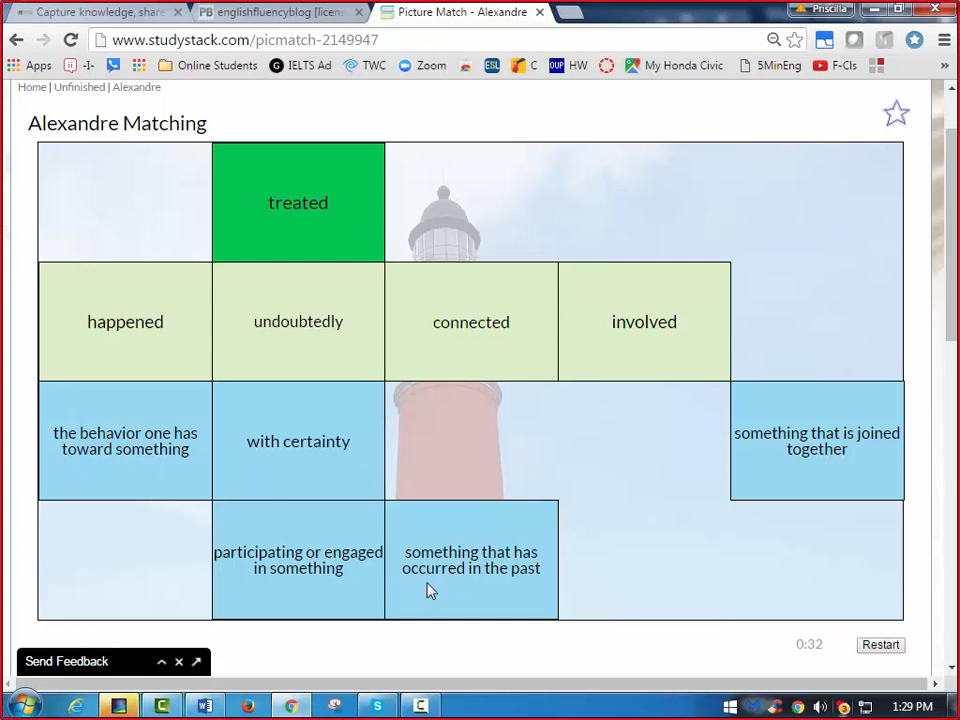 Capture knowledge, share
englishfluencyblog [licen
Picture Match - Alexandre
Priscilla
www.studystack.com/picmatch-2149947
Apps
-I-
Online Students
IELTS Ad
TWC
Zoom
ESL
C
OUP HW
My Honda Civic
5MinEng
F-Cls
Home | Unfinished | Alexandre
Alexandre Matching
treated
happened
undoubtedly
connected
involved
the behavior one has
toward something
with certainty
something that is joined
together
participating or engaged
in something
something that has
occurred in the past
0:32
Restart
Send Feedback
1:29 PM